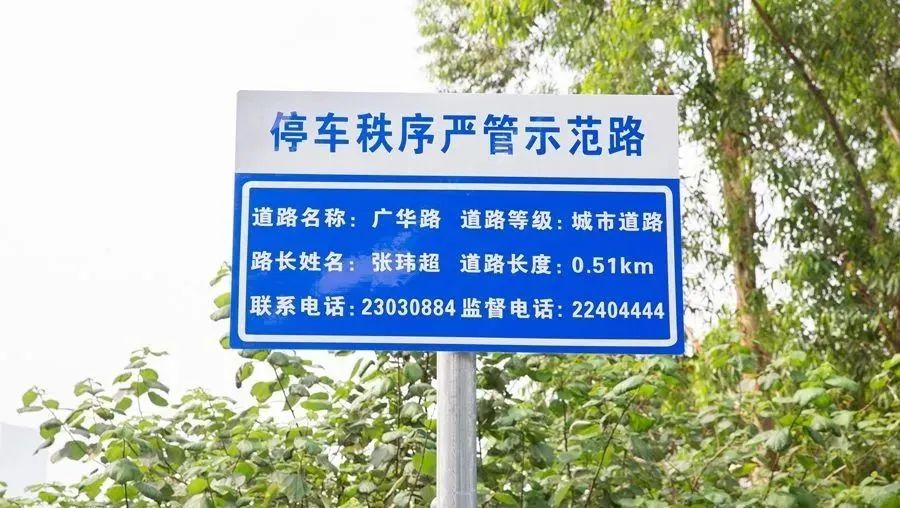 停车秩序严管示范路
道路名称：广华路 道路等级：城市道路
路长姓名：张玮超 道路长度：0.51km
联系电话：23030884 监督电话：22404444